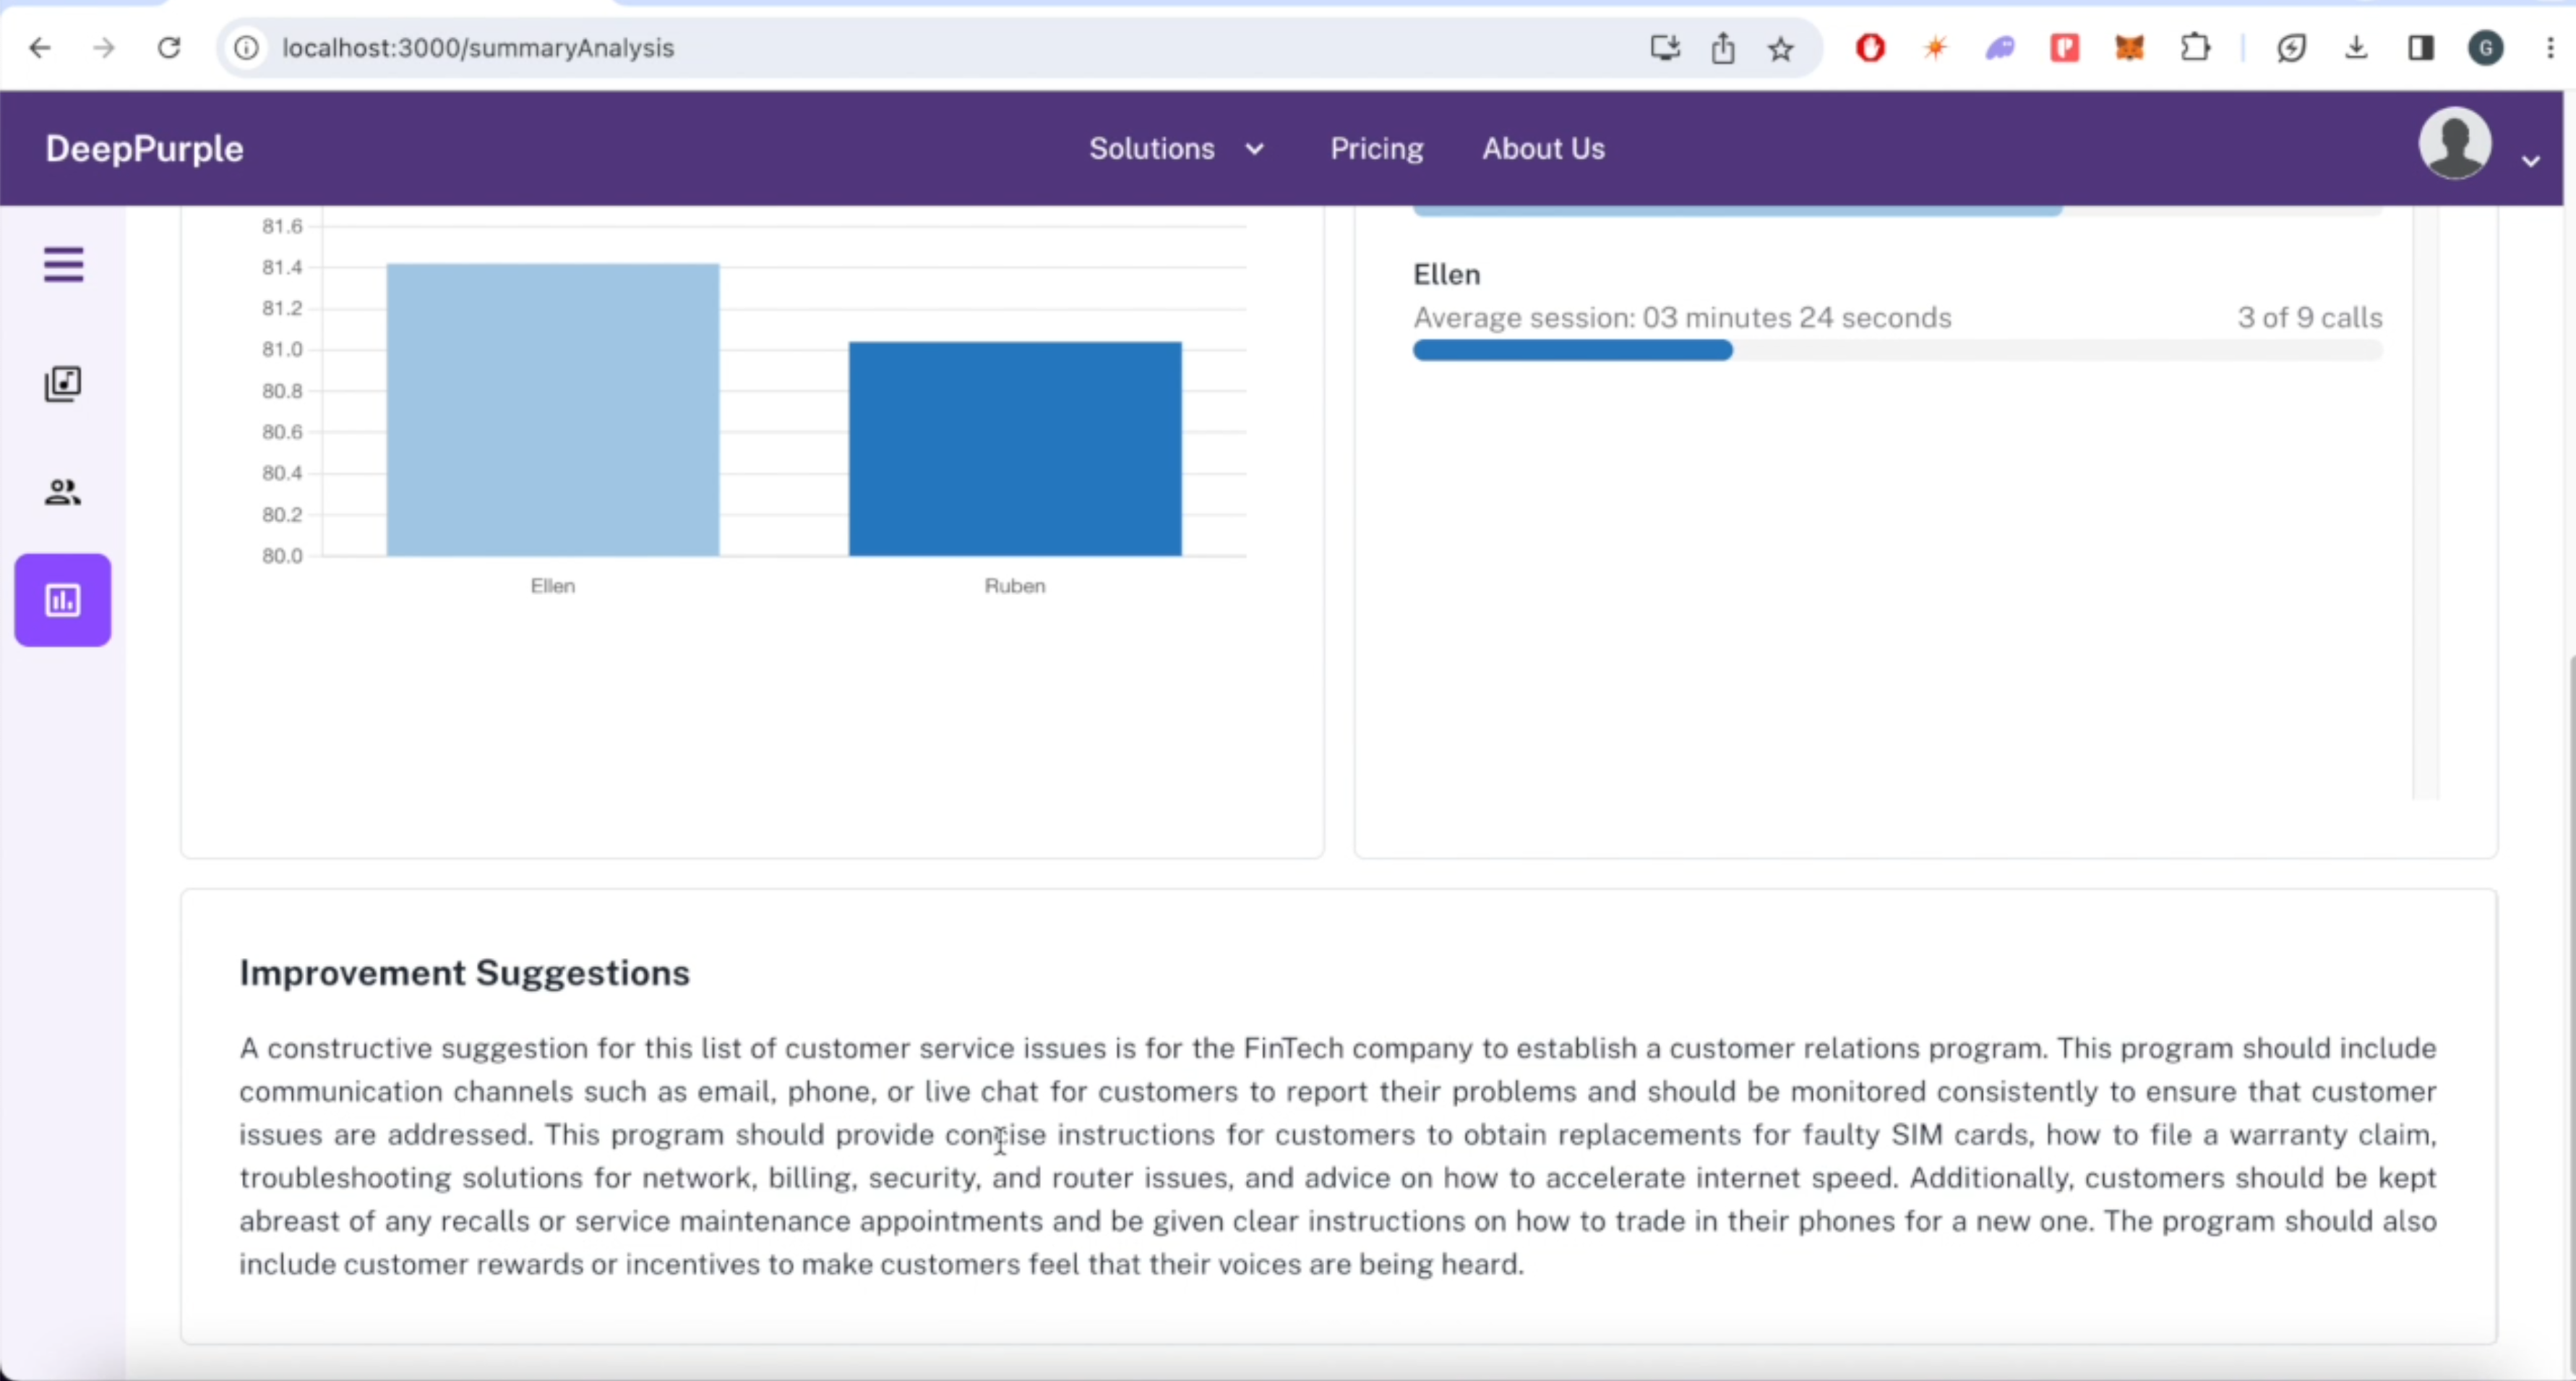 localhost:3000/summaryAnalysis
G
DeepPurple
Solutions
Pricing
About Us
81.6
81.4
81.2
81.0
80.8
80.6
80.4
80.2
80.0
Ellen
Ruben
Ellen
Average session: 03 minutes 24 seconds
3 of 9 calls
Improvement Suggestions
A constructive suggestion for this list of customer service issues is for the FinTech company to establish a customer relations program. This program should include
communication channels such as email, phone, or live chat for customers to report their problems and should be monitored consistently to ensure that customer
issues are addressed. This program should provide concise instructions for customers to obtain replacements for faulty SIM cards, how to file a warranty claim,
troubleshooting solutions for network, billing, security, and router issues, and advice on how to accelerate internet speed. Additionally, customers should be kept
abreast of any recalls or service maintenance appointments and be given clear instructions on how to trade in their phones for a new one. The program should also
include customer rewards or incentives to make customers feel that their voices are being heard.